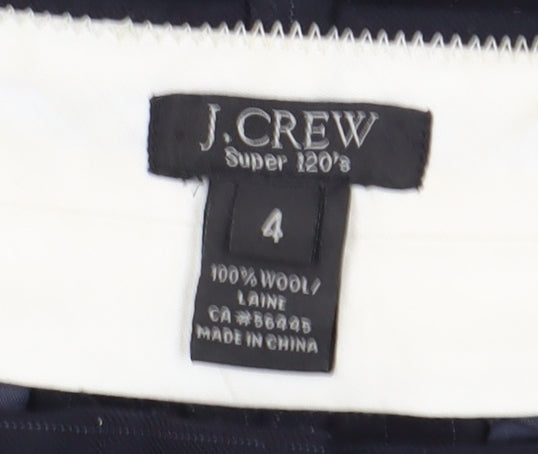 J.CREW
Super 120's
4
100% WOOL/
LAINE
CA #56445
MADE IN CHINA